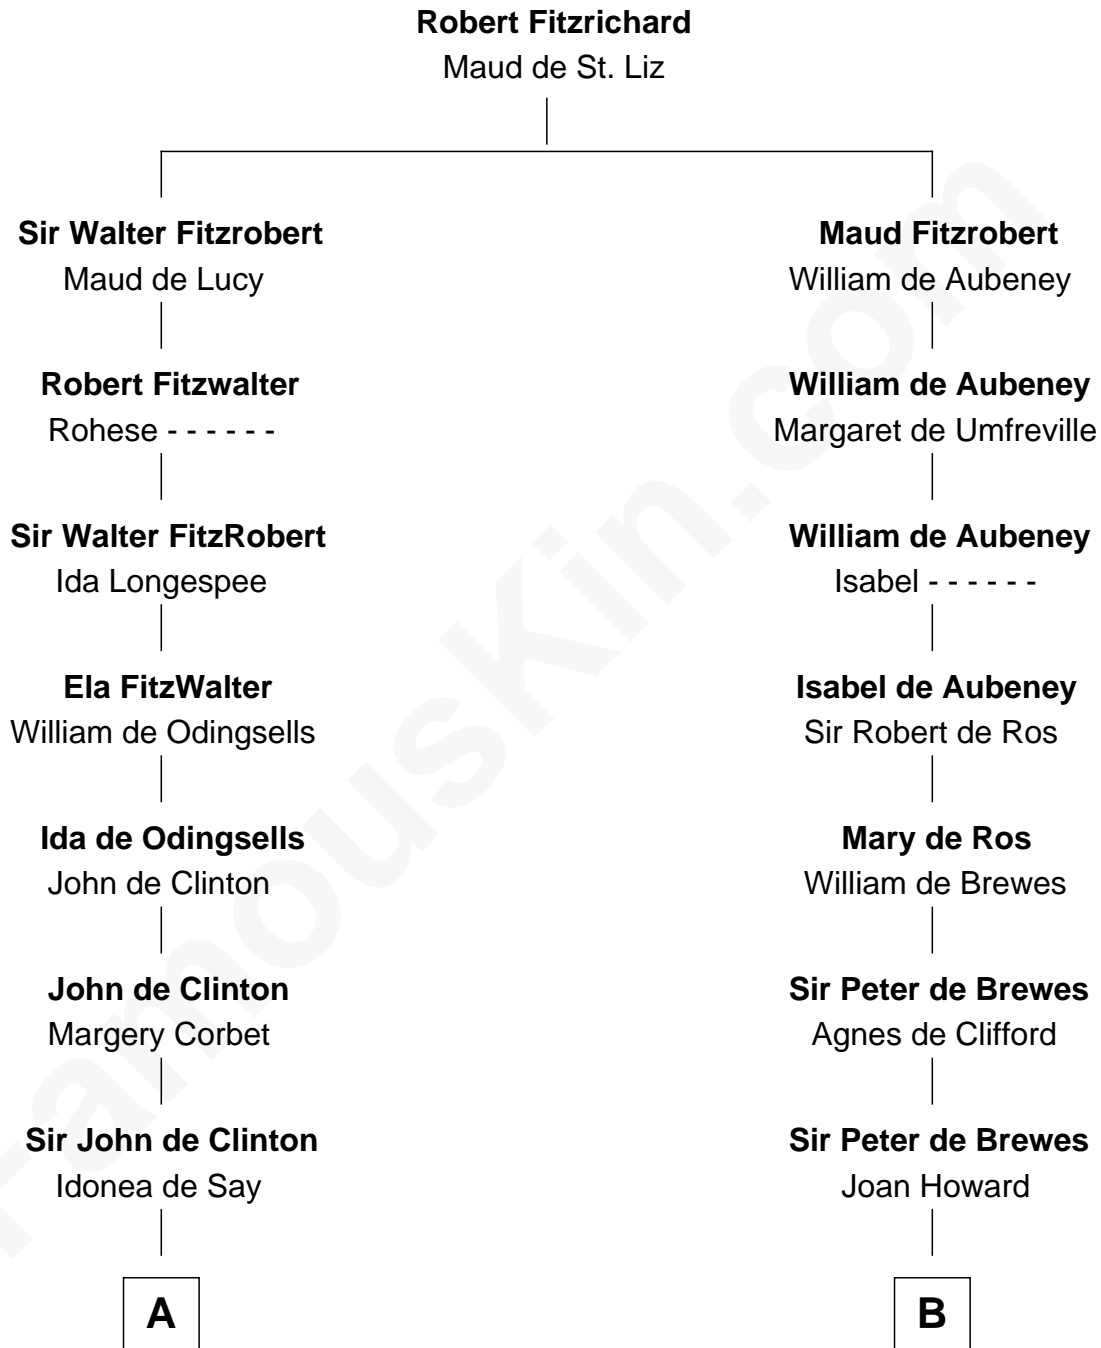 Robert Fitzrichard
Maud de St. Liz
Sir Walter Fitzrobert
Maud de Lucy
Maud Fitzrobert
William de Aubeney
Robert Fitzwalter
Rohese - - - - - -
William de Aubeney
Margaret de Umfreville
Sir Walter FitzRobert
Ida Longespee
William de Aubeney
Isabel - - - - - -
Ela FitzWalter
William de Odingsells
Isabel de Aubeney
Sir Robert de Ros
Ida de Odingsells
John de Clinton
Mary de Ros
William de Brewes
John de Clinton
Margery Corbet
Sir Peter de Brewes
Agnes de Clifford
Sir John de Clinton
Idonea de Say
Sir Peter de Brewes
Joan Howard
A
B
FamousKin.com